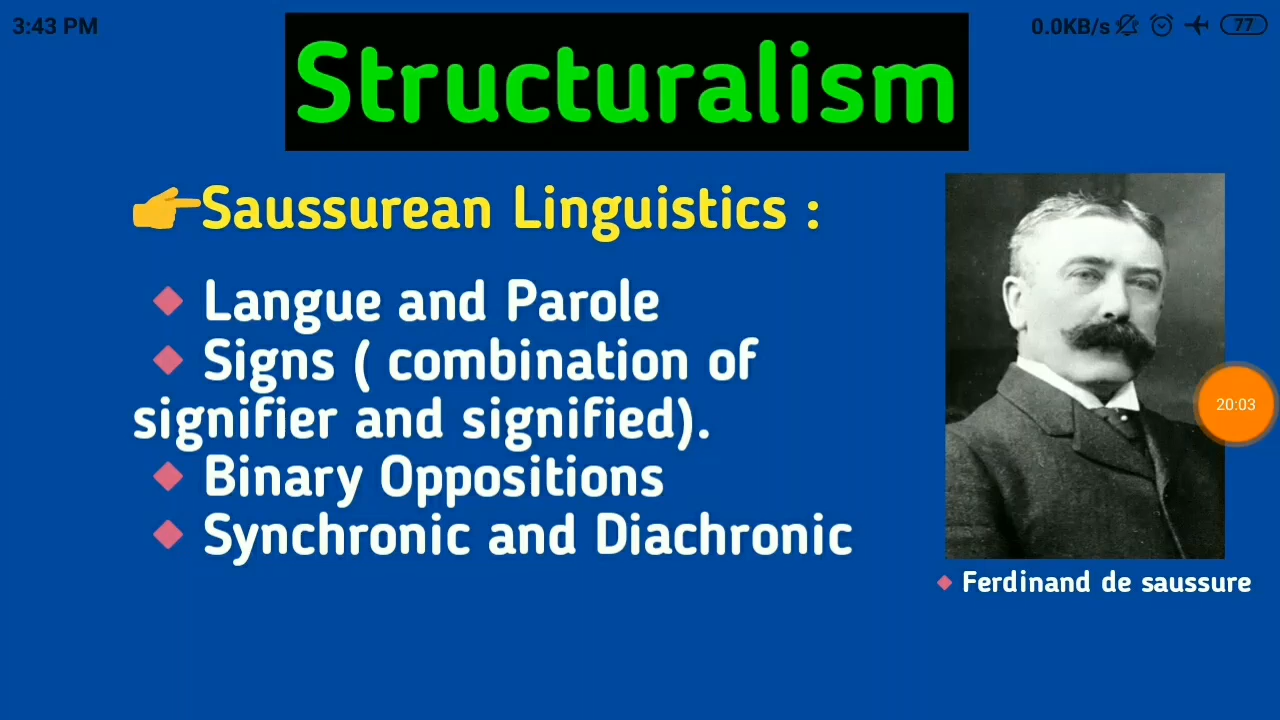 3:43 PM
0.0KB/s
77
Structuralism
👉Saussurean Linguistics :
🔸 Langue and Parole
🔸 Signs ( combination of
signifier and signified).
🔸 Binary Oppositions
🔸 Synchronic and Diachronic
20:03
🔸 Ferdinand de saussure